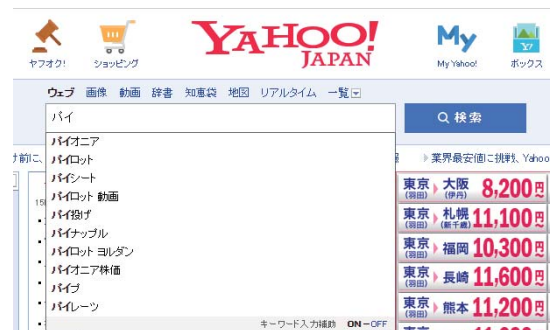 YAHOO!
JAPAN
ヤフオク!
ショッピング
My
My Yahoo!
Y?
ボックス
ウェブ 画像 動画 辞書 知恵袋 地図 リアルタイム 一覧
パイ
検索
パイオニア
パイロット
パイシート
パイロット 動画
パイ投げ
パイナップル
パイロット ヨルダン
パイオニア株価
パイプ
パイレーツ
キーワード入力補助 ON-OFF
け前に、
業界最安値に挑戦、Yahoo
東京(羽田) 大阪(伊丹) 8,200円
東京(羽田) 札幌(新千歳) 11,100円
東京(羽田) 福岡 10,300円
東京(羽田) 長崎 11,600円
東京(羽田) 熊本 11,200円